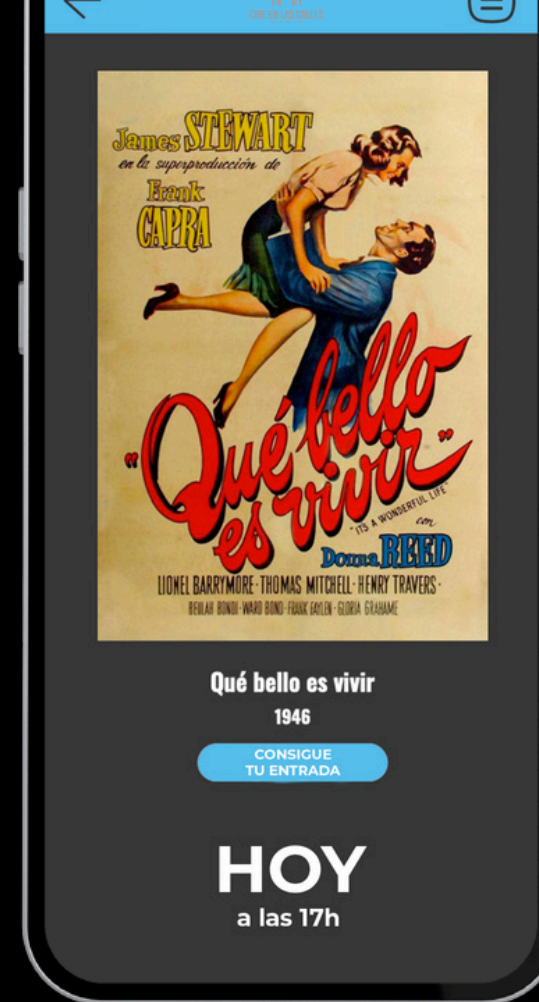 James STEWART
en la superproducción de
Frank
CAPRA
"Qué bello
es vivir"
"IT'S A WONDERFUL LIFE"
con
Donna REED
LIONEL BARRYMORE · THOMAS MITCHELL · HENRY TRAVERS ·
BEULAH BONDI · WARD BOND · FRANK FAYLEN · GLORIA GRAHAME
Qué bello es vivir
1946
CONSIGUE
TU ENTRADA
HOY
a las 17h